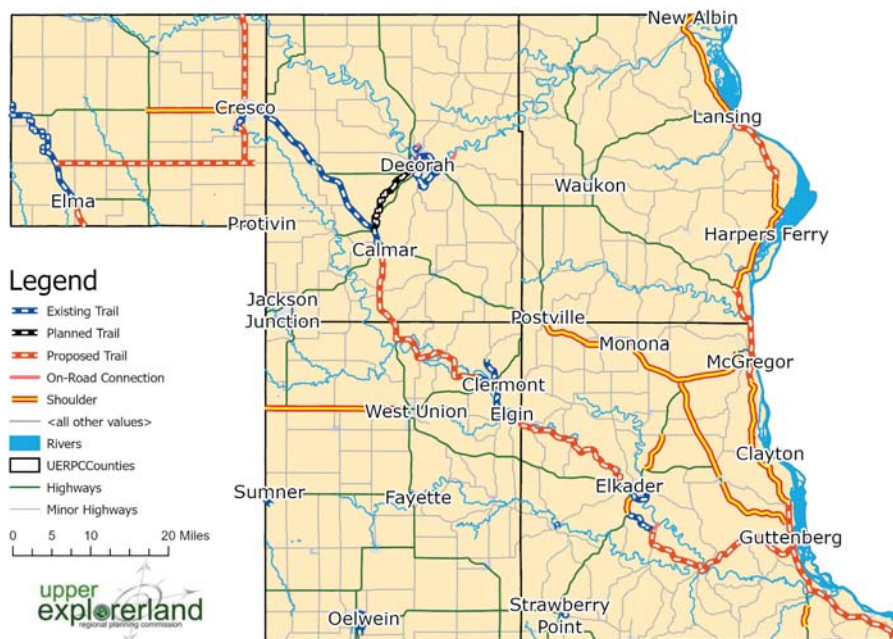 New Albin
Cresco
Lansing
Decorah
Elma
Waukon
Protivin
Harpers Ferry
Calmar
Legend
Existing Trail
Planned Trail
Proposed Trail
On-Road Connection
Shoulder
<all other values>
Rivers
UERPCCounties
Highways
Minor Highways
0 5 10 20 Miles
Jackson
Junction
Postville
Monona
McGregor
Clermont
West Union
Elgin
Clayton
Sumner
Fayette
Elkader
Guttenberg
Oelwein
Strawberry
Point
upper
explorerland
regional planning commission